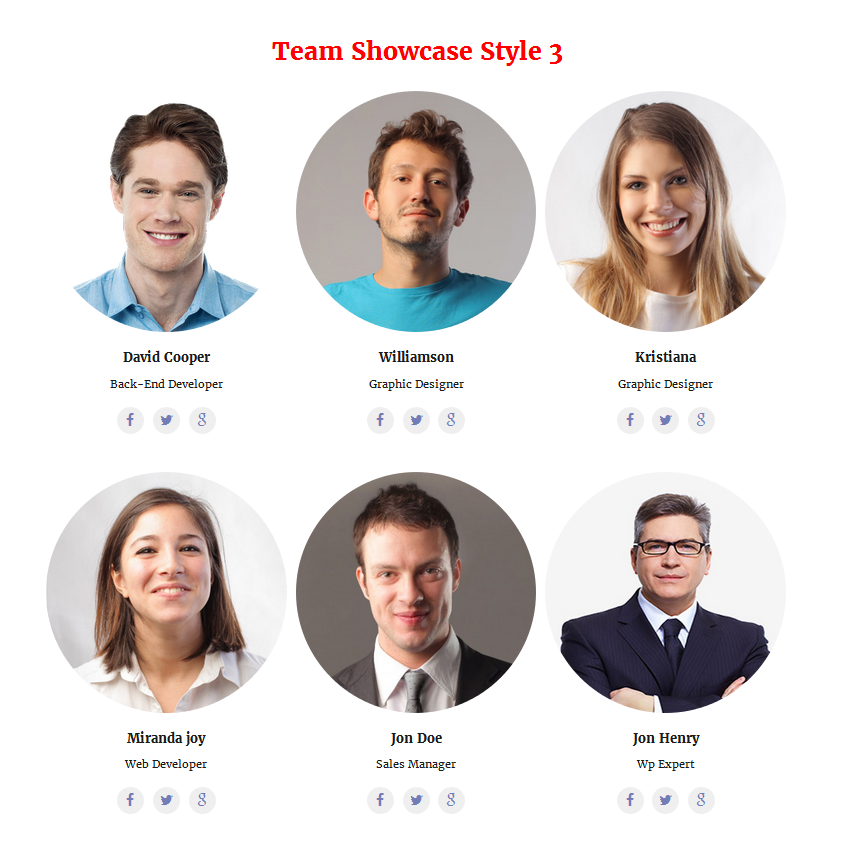 Team Showcase Style 3
David Cooper Williamson Kristiana
Back-End Developer Graphic Designer Graphic Designer
Miranda joy Jon Doe Jon Henry
Web Developer Sales Manager Wp Expert